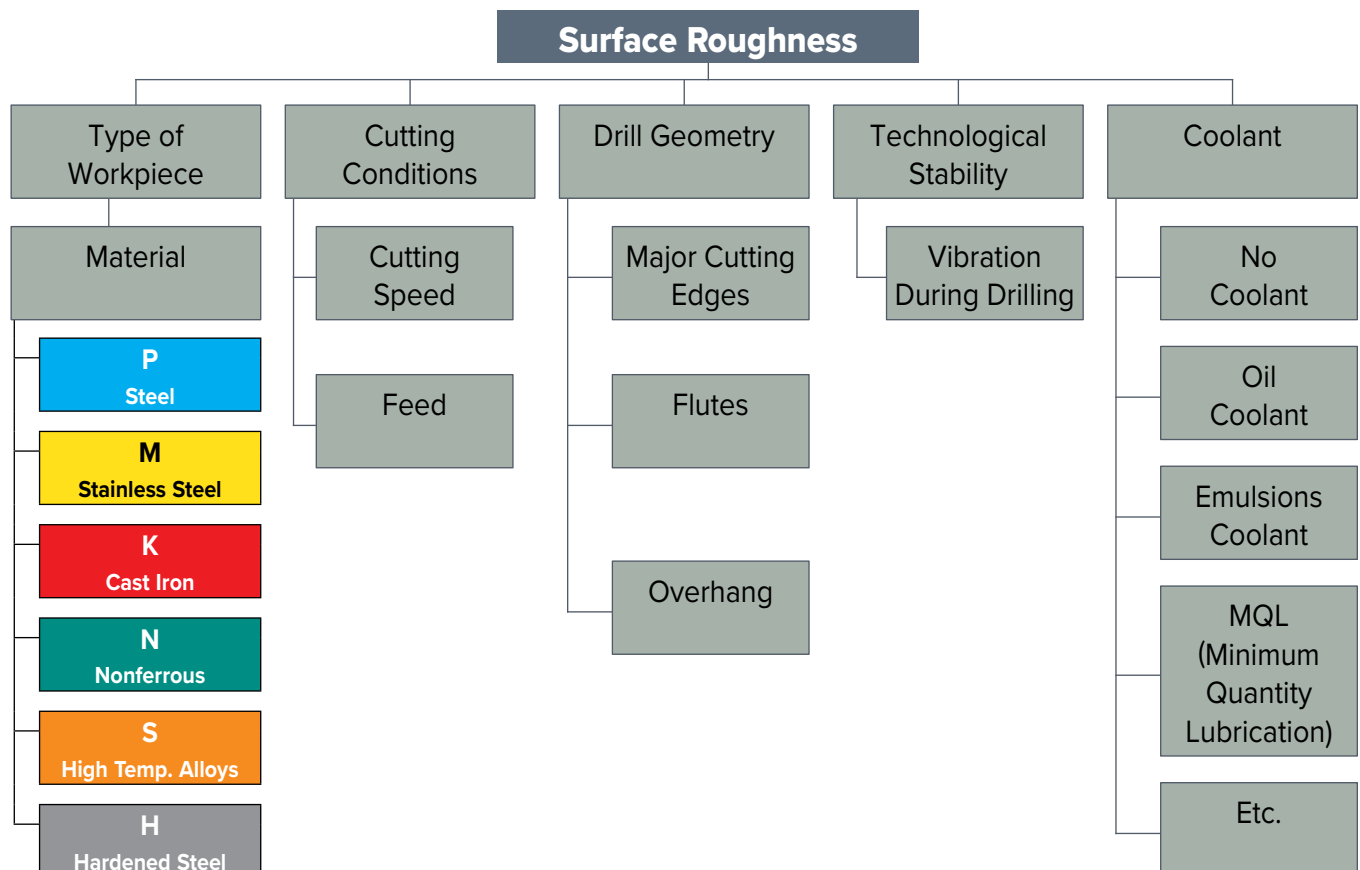 Surface Roughness
Type of
Workpiece
Cutting
Conditions
Drill Geometry
Technological
Stability
Coolant
Material
P
Steel
M
Stainless Steel
K
Cast Iron
N
Nonferrous
S
High Temp. Alloys
H
Hardened Steel
Cutting
Speed
Feed
Major Cutting
Edges
Flutes
Overhang
Vibration
During Drilling
No
Coolant
Oil
Coolant
Emulsions
Coolant
MQL
(Minimum
Quantity
Lubrication)
Etc.